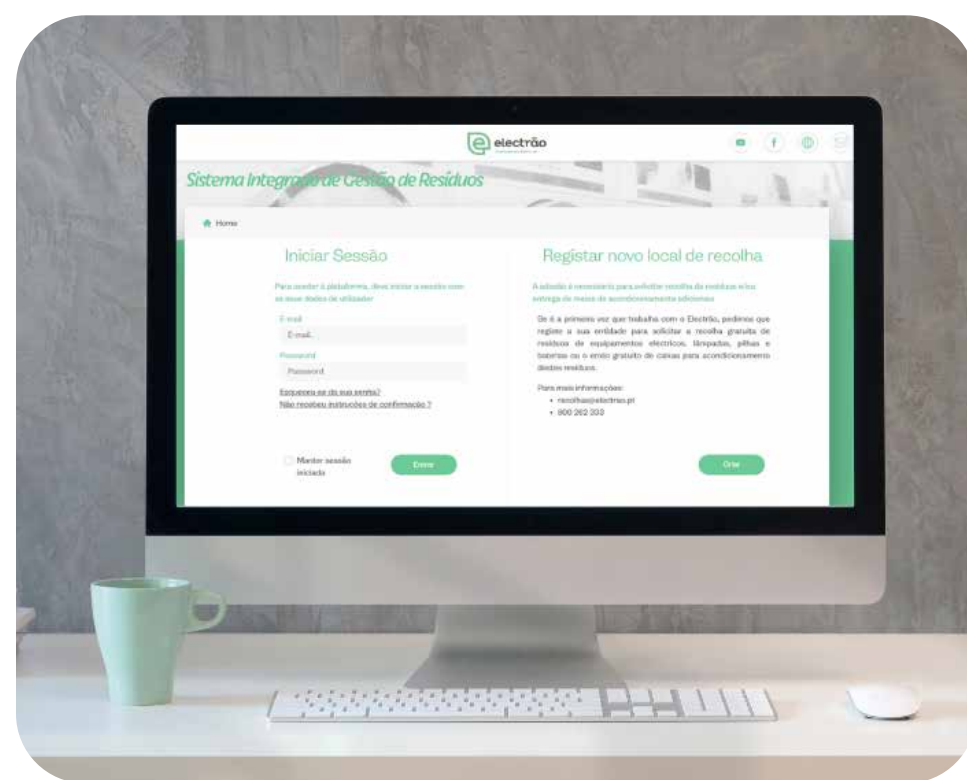 electrão
Sistema Integrado de Gestão de Resíduos
Home
Iniciar Sessão
Para aceder à plataforma, deve iniciar a sessão com
os seus dados de utilizador
E-mail
E-mail
Password
Password
Esqueceu-se da sua senha?
Não recebeu instruções de confirmação ?
Manter sessão
iniciada
Entrar
Registar novo local de recolha
A adesão é necessária para solicitar recolha de resíduos e/ou
entrega de meios de acondicionamento adicionais
Se é a primeira vez que trabalha com o Electrão, pedimos que
registe a sua entidade para solicitar a recolha gratuita de
resíduos de equipamentos eléctricos, lâmpadas, pilhas e
baterias ou o envio gratuito de caixas para acondicionamento
destes resíduos.
Para mais informações:
• recolhas@electrao.pt
• 800 262 333
Criar